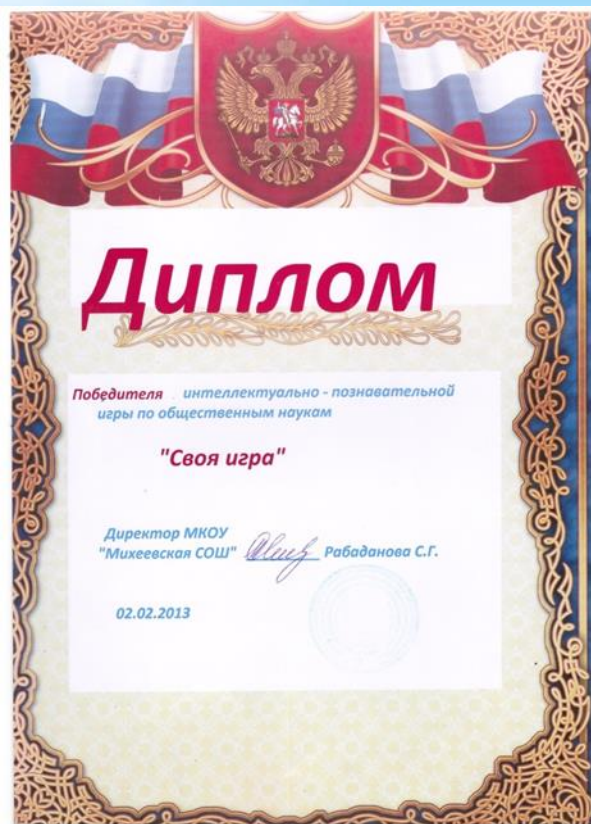 Диплом
Победителя интеллектуально - познавательной
игры по общественным наукам
"Своя игра"
Директор МКОУ
"Михеевская СОШ" Рабаданова С.Г.
02.02.2013